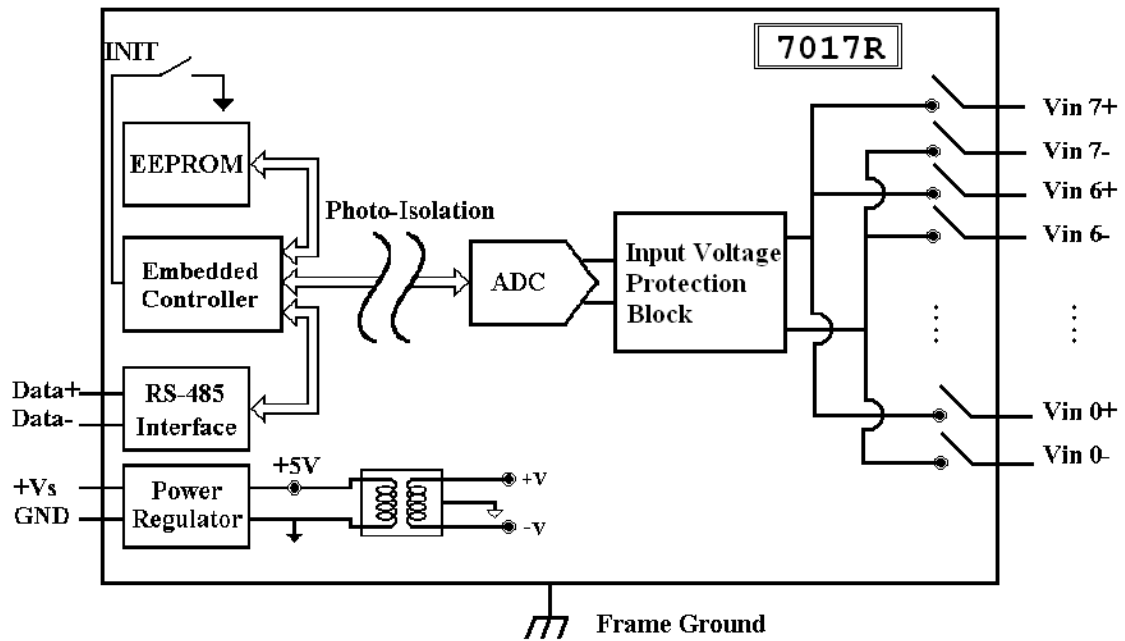 7017R
INIT
EEPROM
Photo-Isolation
Embedded
Controller
ADC
Input Voltage
Protection
Block
Vin 7+
Vin 7-
Vin 6+
Vin 6-
Data+
Data-
RS-485
Interface
Vin 0+
Vin 0-
+Vs
GND
Power
Regulator
+5V
+V
-V
Frame Ground